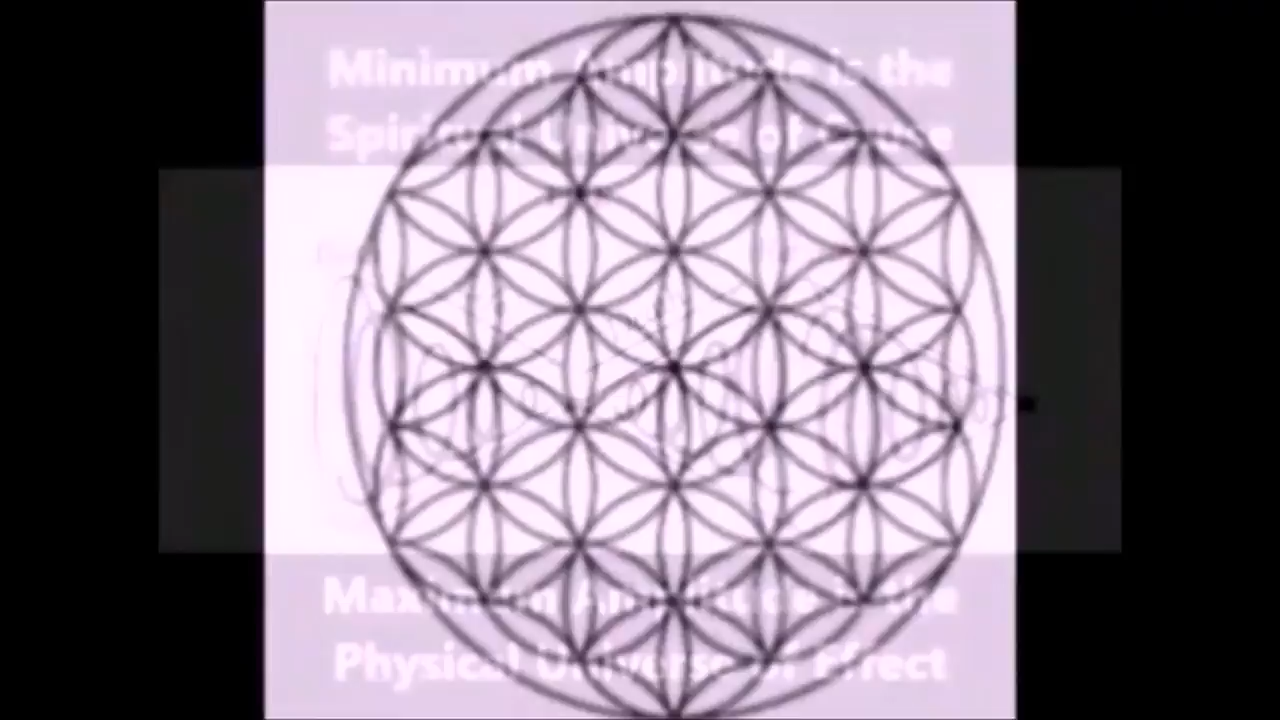 Minimum Amplitude is the
Spiritual Universe of Cause
Maximum Amplitude is the
Physical Universe of Effect